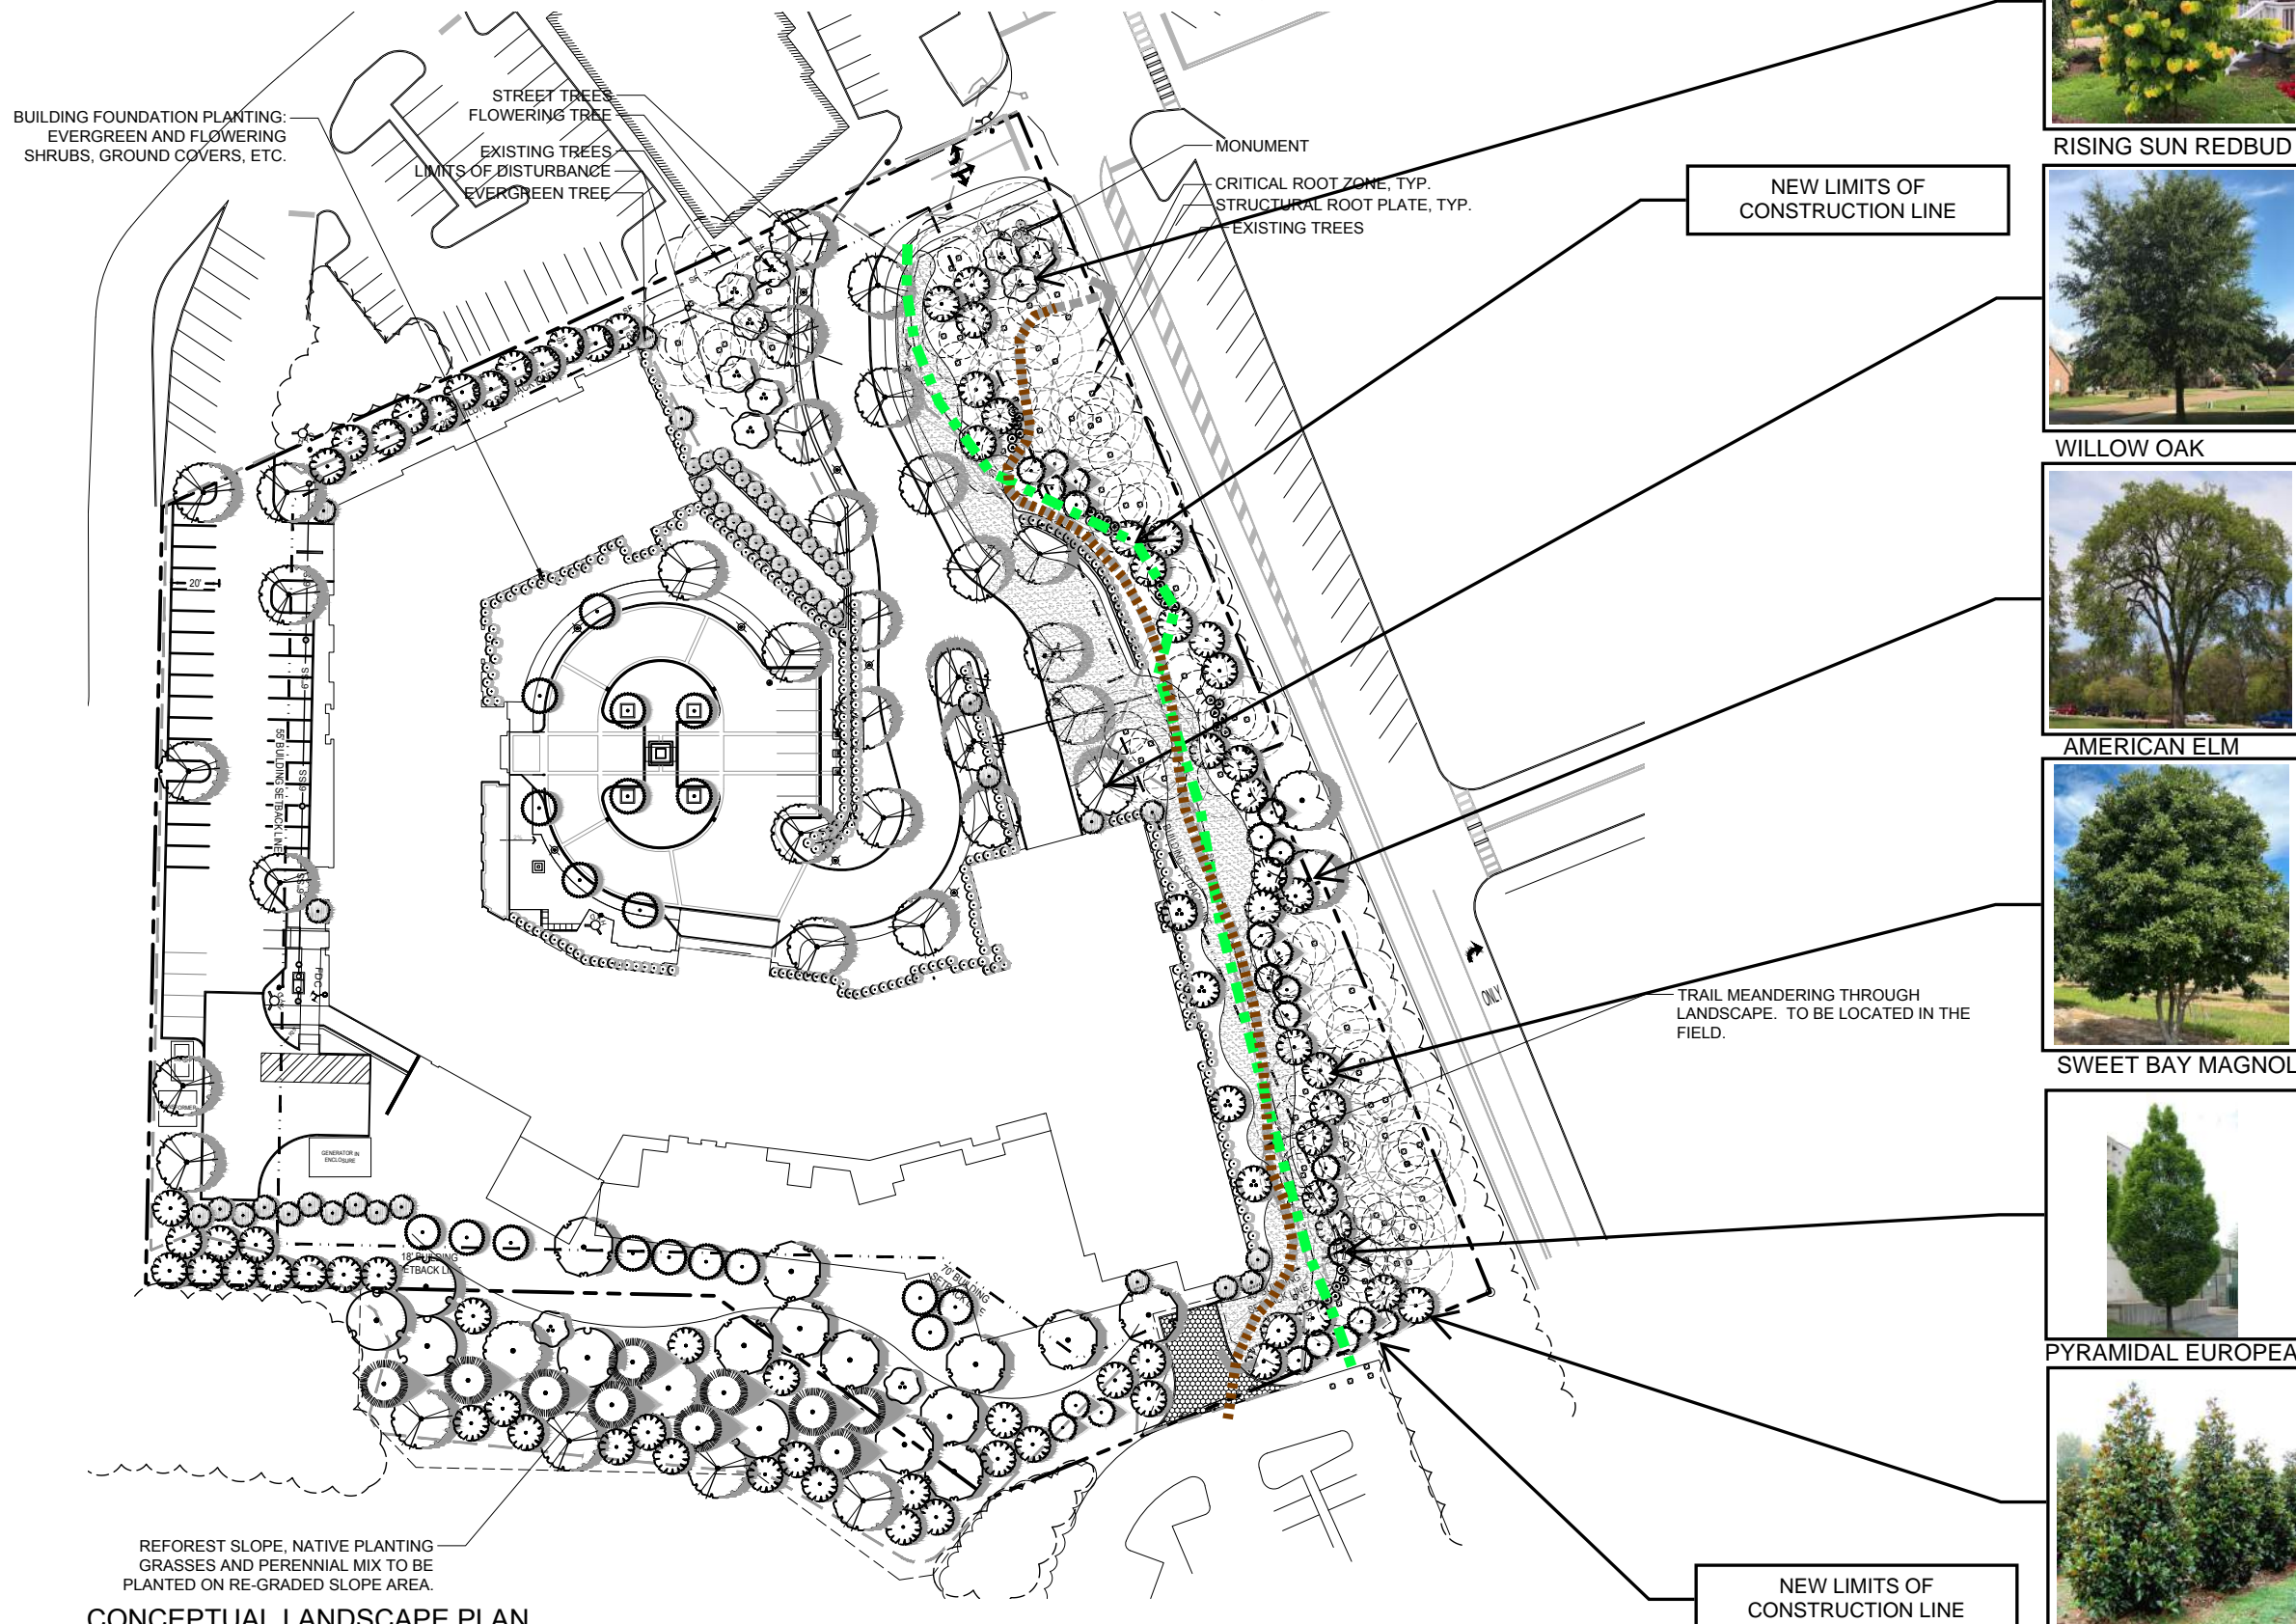 STREET TREES
FLOWERING TREE
EXISTING TREES
LIMITS OF DISTURBANCE
EVERGREEN TREE
BUILDING FOUNDATION PLANTING:
EVERGREEN AND FLOWERING
SHRUBS, GROUND COVERS, ETC.
MONUMENT
CRITICAL ROOT ZONE, TYP.
STRUCTURAL ROOT PLATE, TYP.
EXISTING TREES
NEW LIMITS OF
CONSTRUCTION LINE
RISING SUN REDBUD
WILLOW OAK
AMERICAN ELM
SWEET BAY MAGNOL
PYRAMIDAL EUROPEA
20'
55' BUILDING SETBACK LINE
FDC
GENERATOR IN
ENCLOSURE
18' BUILDING
70' BUILDING
ONLY
TRAIL MEANDERING THROUGH
LANDSCAPE. TO BE LOCATED IN THE
FIELD.
REFOREST SLOPE, NATIVE PLANTING
GRASSES AND PERENNIAL MIX TO BE
PLANTED ON RE-GRADED SLOPE AREA.
CONCEPTUAL LANDSCAPE PLAN
NEW LIMITS OF
CONSTRUCTION LINE